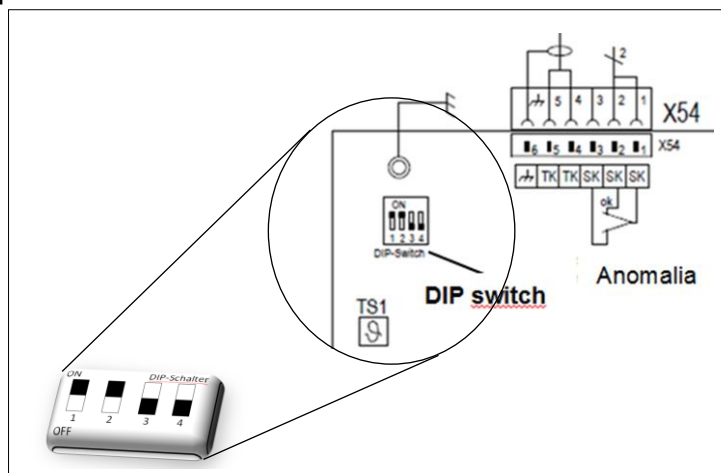 2
5 4 3 2 1
X54
6 5 4 3 2 1
X54
TK TK SK SK SK
ok
ON
1 2 3 4
DIP-Switch
Anomalia
DIP switch
TS1
ϑ
ON
DIP-Schalter
1 2 3 4
OFF